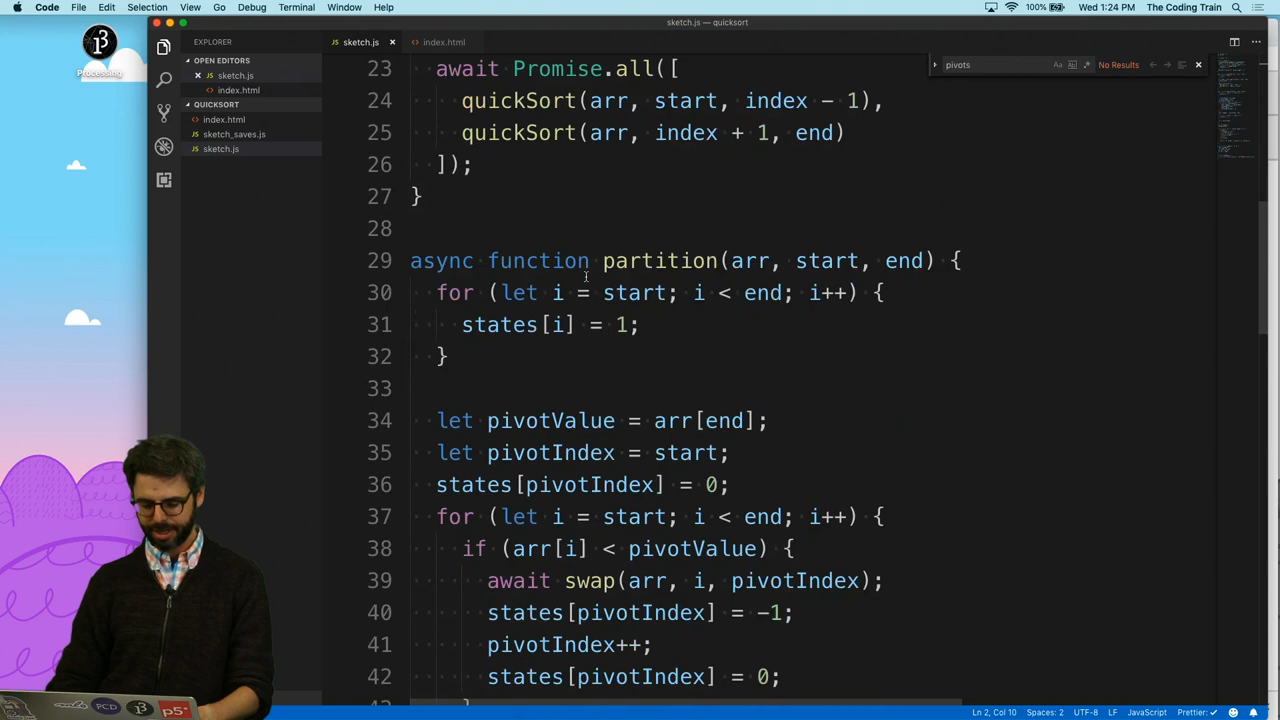 Code File Edit Selection View Go Debug Terminal Window Help
100% Wed 1:24 PM The Coding Train
sketch.js — quicksort
Processing
EXPLORER
OPEN EDITORS
sketch.js
index.html
QUICKSORT
index.html
sketch_saves.js
sketch.js
sketch.js index.html
pivots Aa No Results
23 await Promise.all([
24 quickSort(arr, start, index - 1),
25 quickSort(arr, index + 1, end)
26 ]);
27 }
28
29 async function partition(arr, start, end) {
30 for (let i = start; i < end; i++) {
31 states[i] = 1;
32 }
33
34 let pivotValue = arr[end];
35 let pivotIndex = start;
36 states[pivotIndex] = 0;
37 for (let i = start; i < end; i++) {
38 if (arr[i] < pivotValue) {
39 await swap(arr, i, pivotIndex);
40 states[pivotIndex] = -1;
41 pivotIndex++;
42 states[pivotIndex] = 0;
Ln 2, Col 10 Spaces: 2 UTF-8 LF JavaScript Prettier: ✓
PCD
p5*